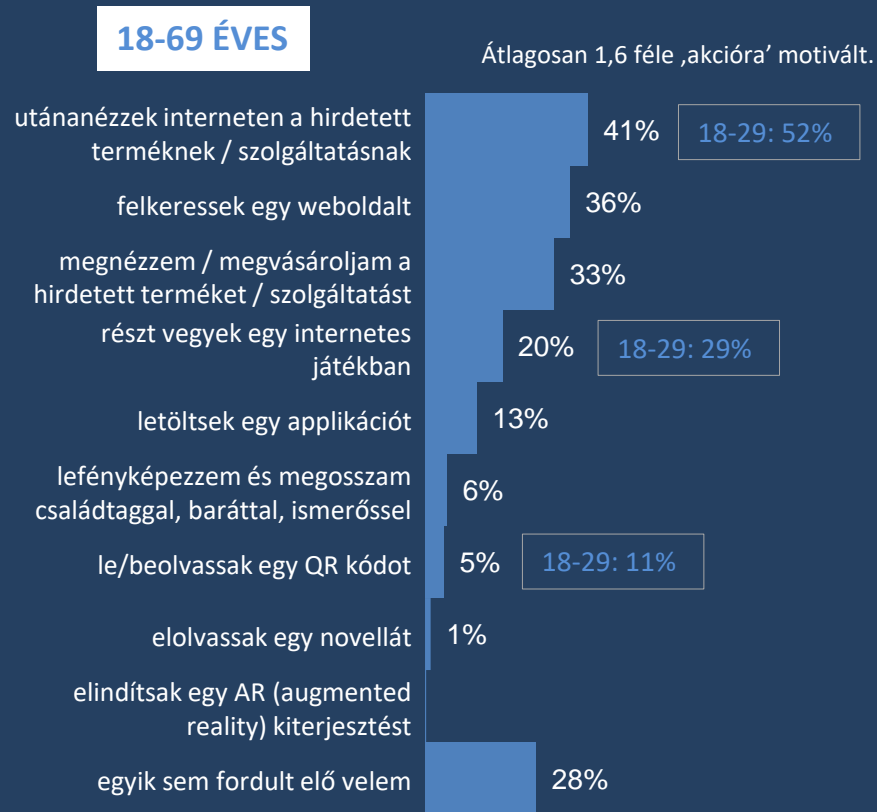 18-69 ÉVES
Átlagosan 1,6 féle ‚akcióra’ motivált.
utánanézzek interneten a hirdetett
terméknek / szolgáltatásnak
41%
18-29: 52%
felkeressek egy weboldalt
36%
megnézzem / megvásároljam a
hirdetett terméket / szolgáltatást
33%
részt vegyek egy internetes
játékban
20%
18-29: 29%
letöltsek egy applikációt
13%
lefényképezzem és megosszam
családtaggal, baráttal, ismerőssel
6%
le/beolvassak egy QR kódot
5%
18-29: 11%
elolvassak egy novellát
1%
elindítsak egy AR (augmented
reality) kiterjesztést
egyik sem fordult elő velem
28%